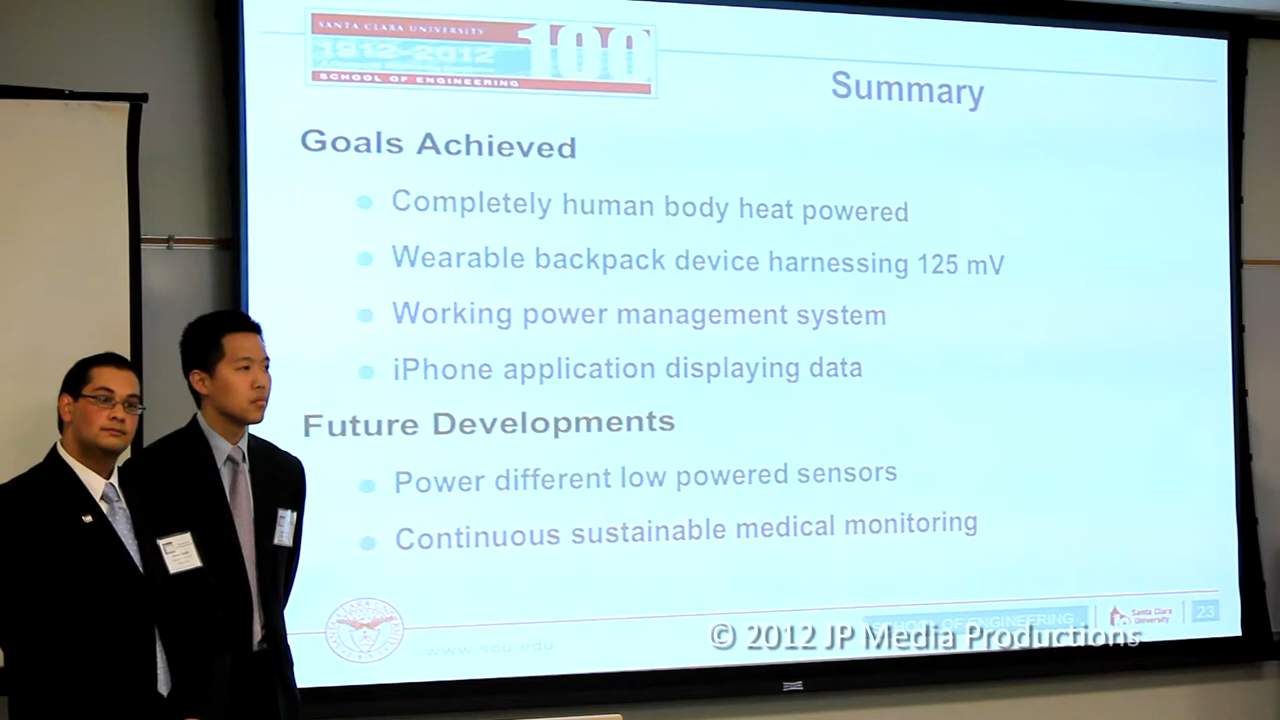 SANTA CLARA UNIVERSITY
1912-2012
100
SCHOOL OF ENGINEERING
Summary
Goals Achieved
Completely human body heat powered
Wearable backpack device harnessing 125 mV
Working power management system
iPhone application displaying data
Future Developments
Power different low powered sensors
Continuous sustainable medical monitoring
www.scu.edu
SCHOOL OF ENGINEERING
Santa Clara
University
23
© 2012 JP Media Productions